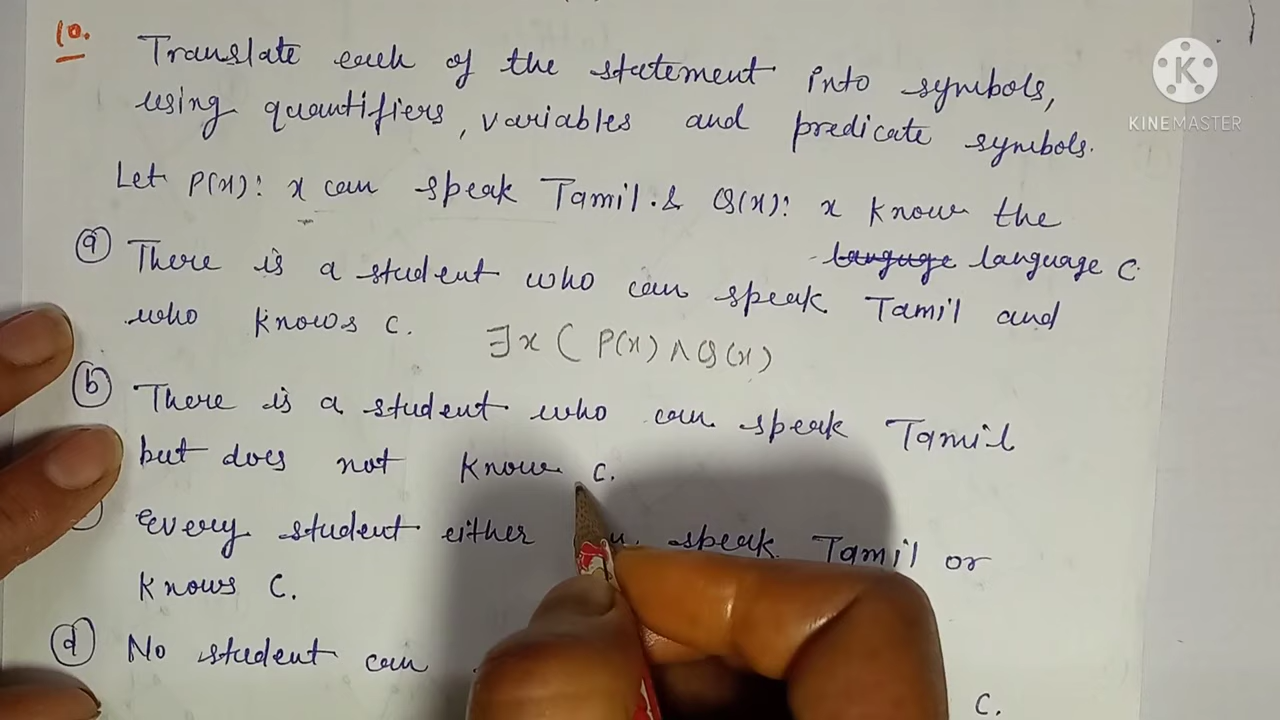 10.
Translate each of the statement into symbols,
using quantifiers, variables and predicate symbols.
Let P(x): x can speak Tamil. & Q(x): x know the
language C.
a There is a student who can speak Tamil and
who knows C. ∃x ( P(x) ∧ Q(x)
b There is a student who can speak Tamil
but does not know C.
Every student either speak Tamil or
knows C.
d No student can
C.
KINEMASTER